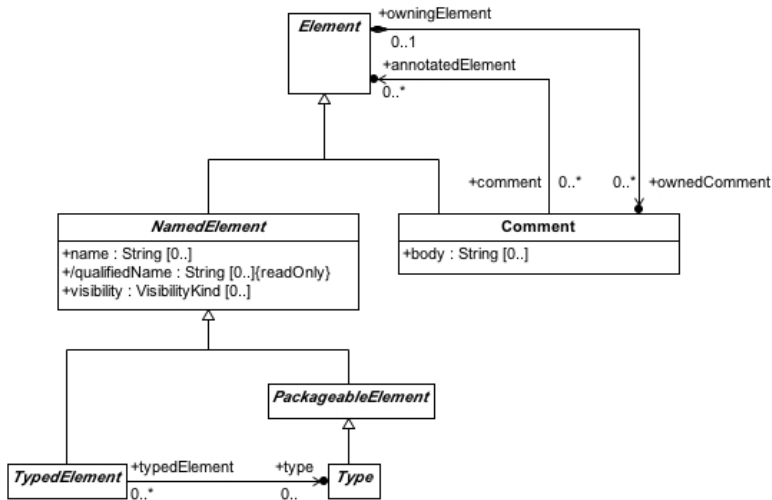 Element
+owningElement
0..1
+annotatedElement
0..*
+comment
0..*
0..*
+ownedComment
NamedElement
+name : String [0..]
+/qualifiedName : String [0..]{readOnly}
+visibility : VisibilityKind [0..]
Comment
+body : String [0..]
PackageableElement
TypedElement
+typedElement
0..*
+type
0..
Type